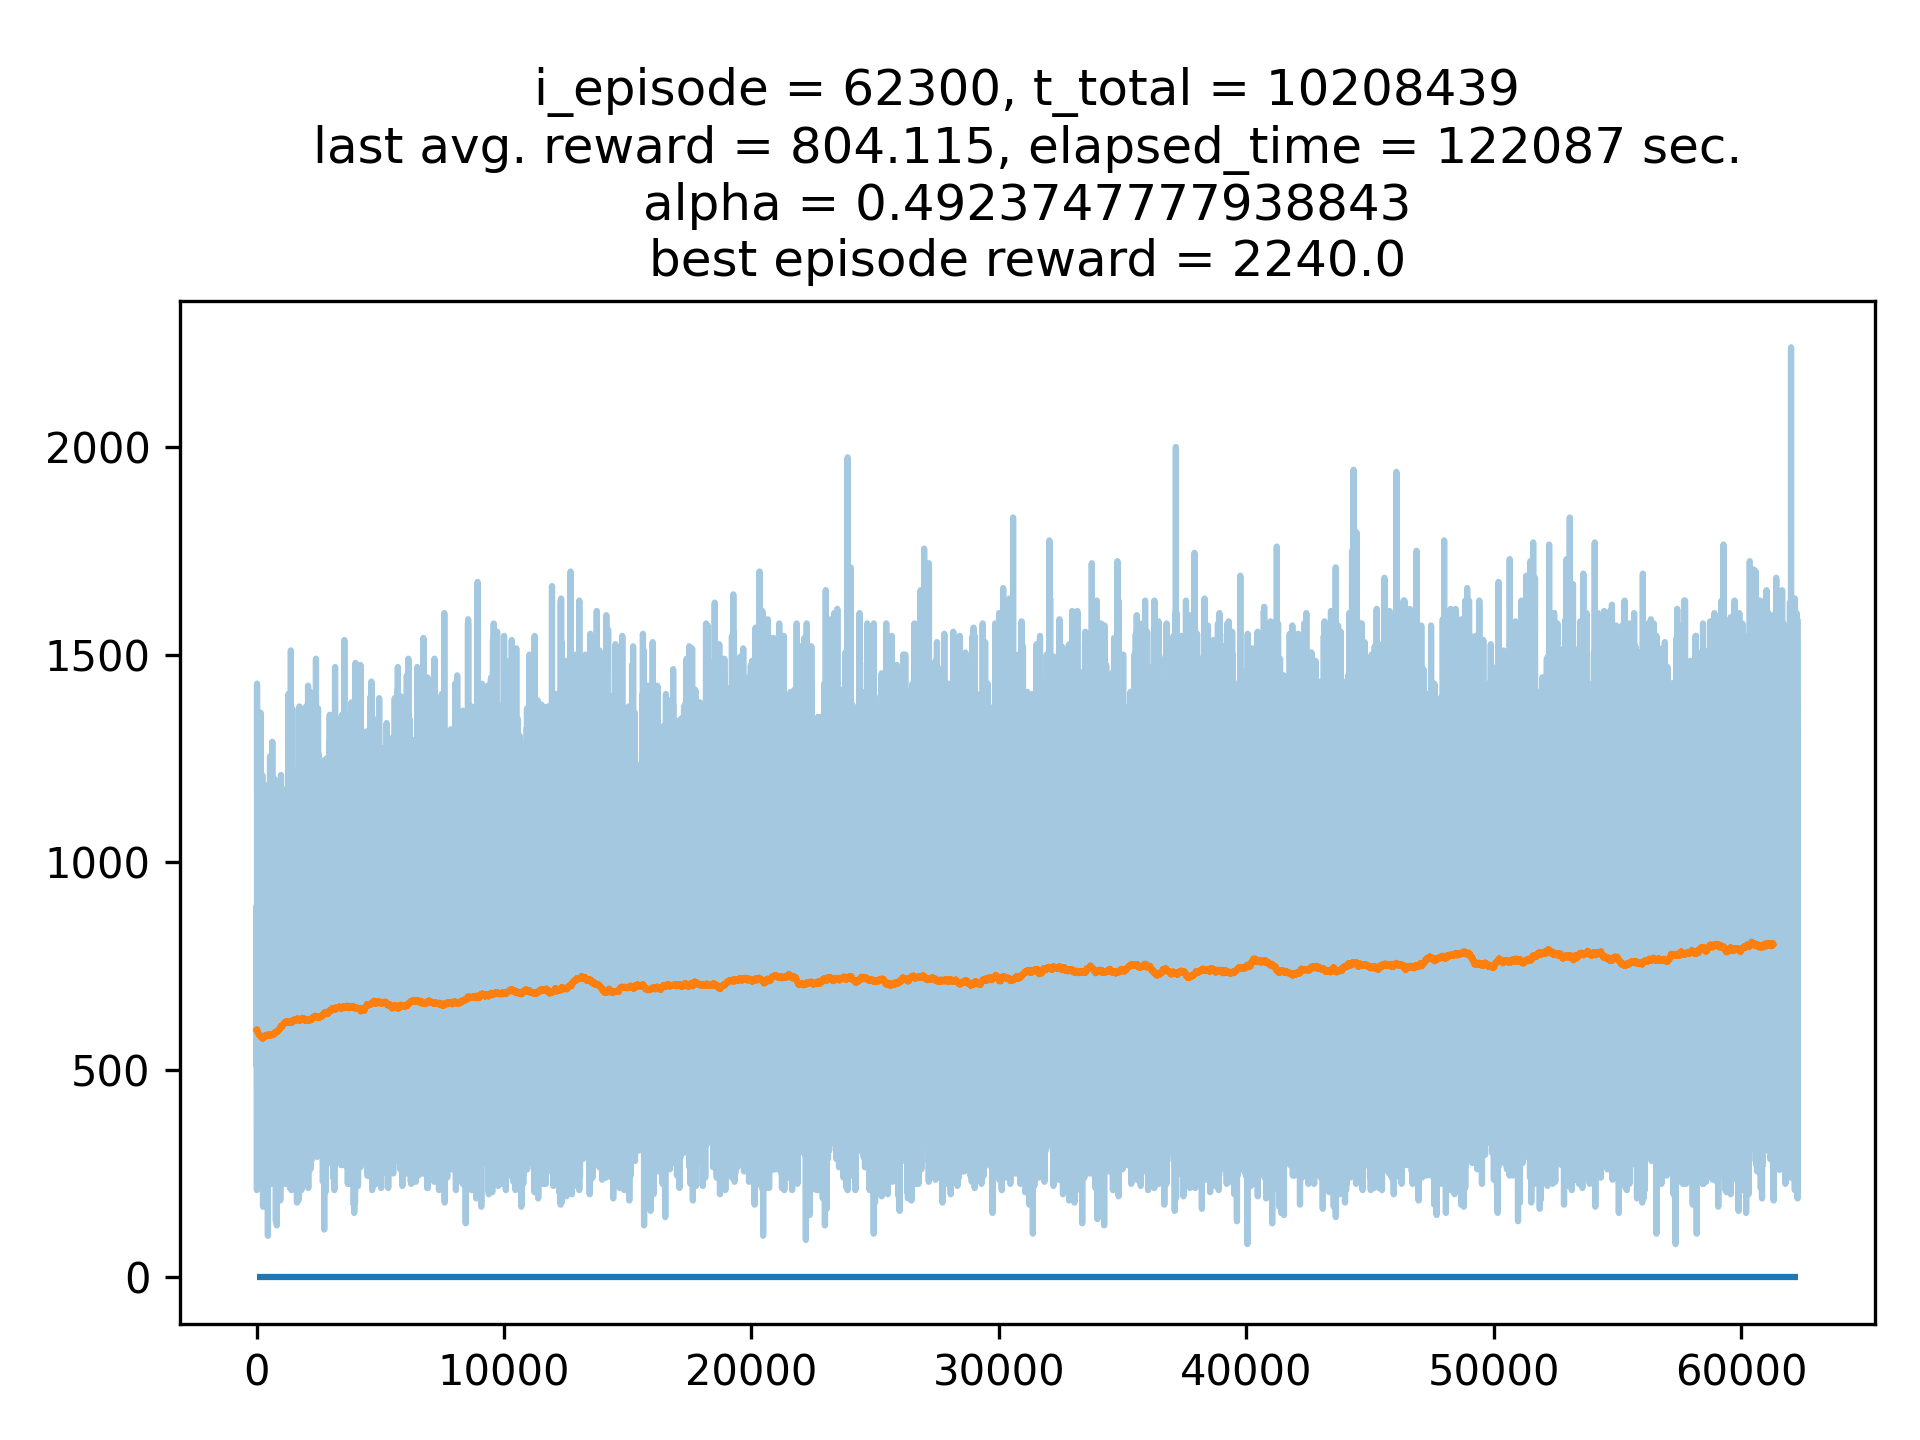 i_episode = 62300, t_total = 10208439
last avg. reward = 804.115, elapsed_time = 122087 sec.
alpha = 0.4923747777938843
best episode reward = 2240.0
2000
1500
1000
500
0
0 10000 20000 30000 40000 50000 60000